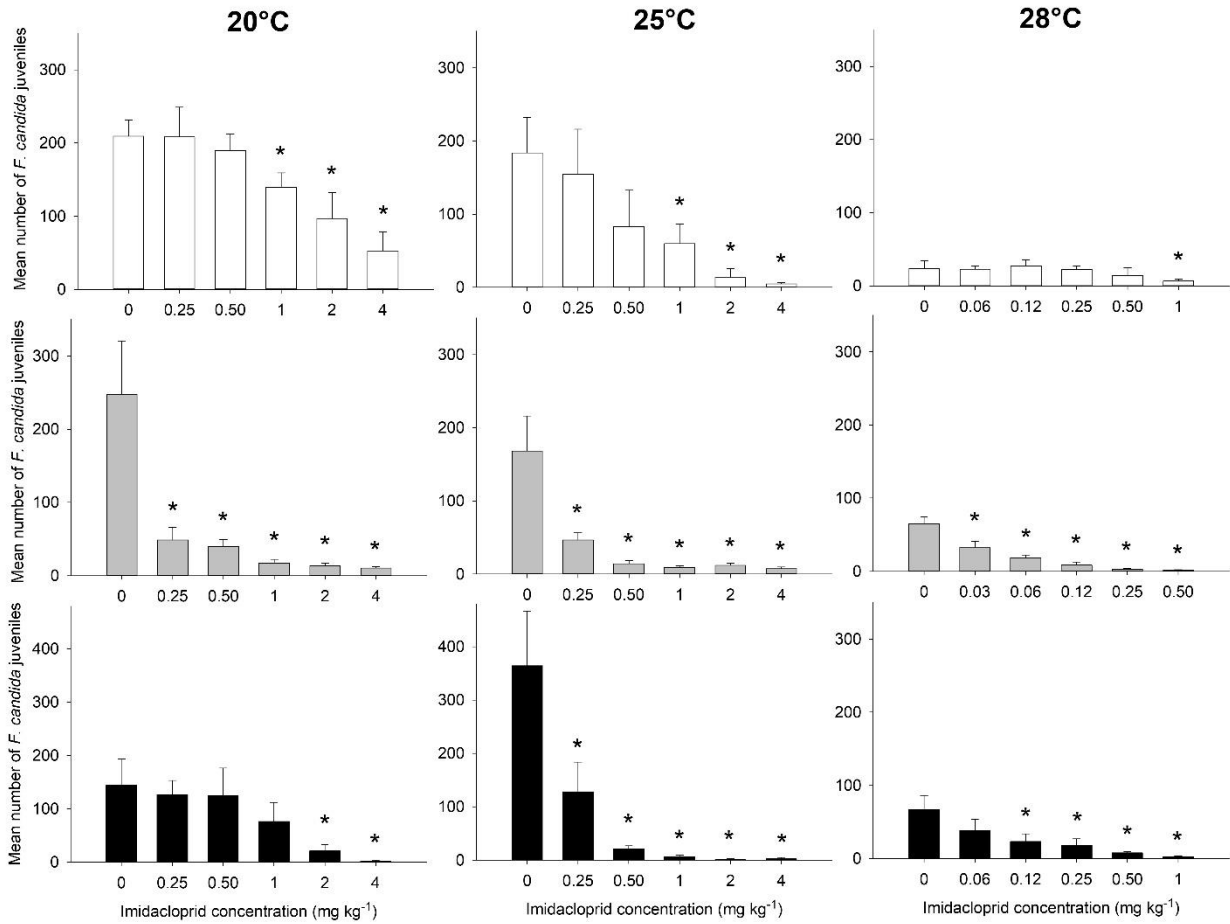 20°C 25°C 28°C
Mean number of F. candida juveniles
300
200
100
0
* * *
0 0.25 0.50 1 2 4
300
200
100
0
* * *
0 0.25 0.50 1 2 4
300
200
100
0
*
0 0.06 0.12 0.25 0.50 1
Mean number of F. candida juveniles
300
200
100
0
* * * * *
0 0.25 0.50 1 2 4
300
200
100
0
* * * * *
0 0.25 0.50 1 2 4
300
200
100
0
* * * * *
0 0.03 0.06 0.12 0.25 0.50
Mean number of F. candida juveniles
400
300
200
100
0
* *
0 0.25 0.50 1 2 4
Imidacloprid concentration (mg kg⁻¹)
400
300
200
100
0
* * * * *
0 0.25 0.50 1 2 4
Imidacloprid concentration (mg kg⁻¹)
300
200
100
0
* * * *
0 0.06 0.12 0.25 0.50 1
Imidacloprid concentration (mg kg⁻¹)